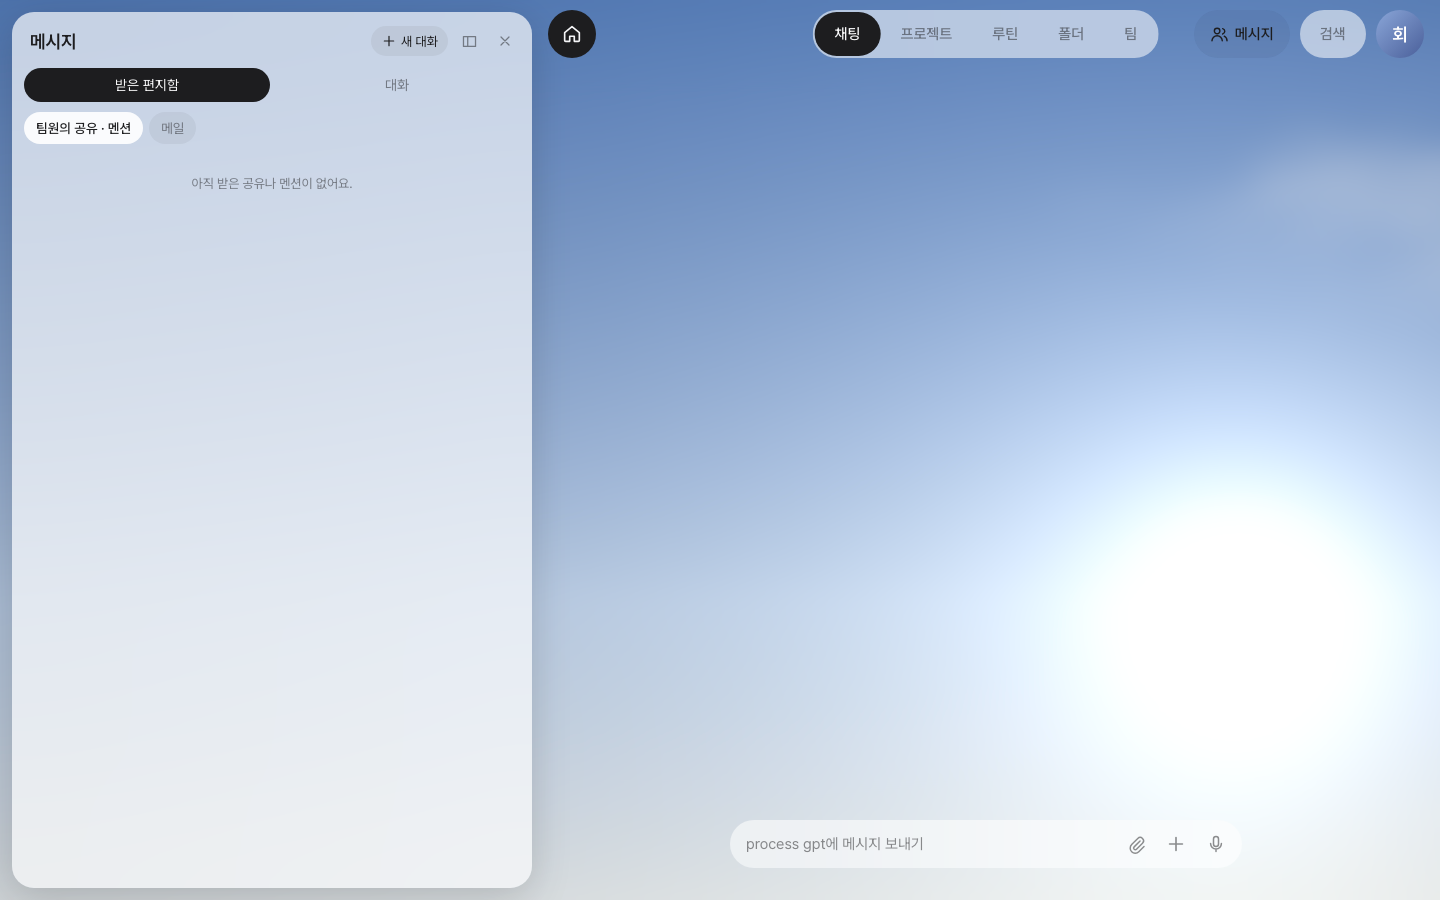 메시지
새 대화
받은 편지함
대화
팀원의 공유 · 멘션
메일
아직 받은 공유나 멘션이 없어요.
채팅
프로젝트
루틴
폴더
팀
메시지
검색
회
process gpt에 메시지 보내기